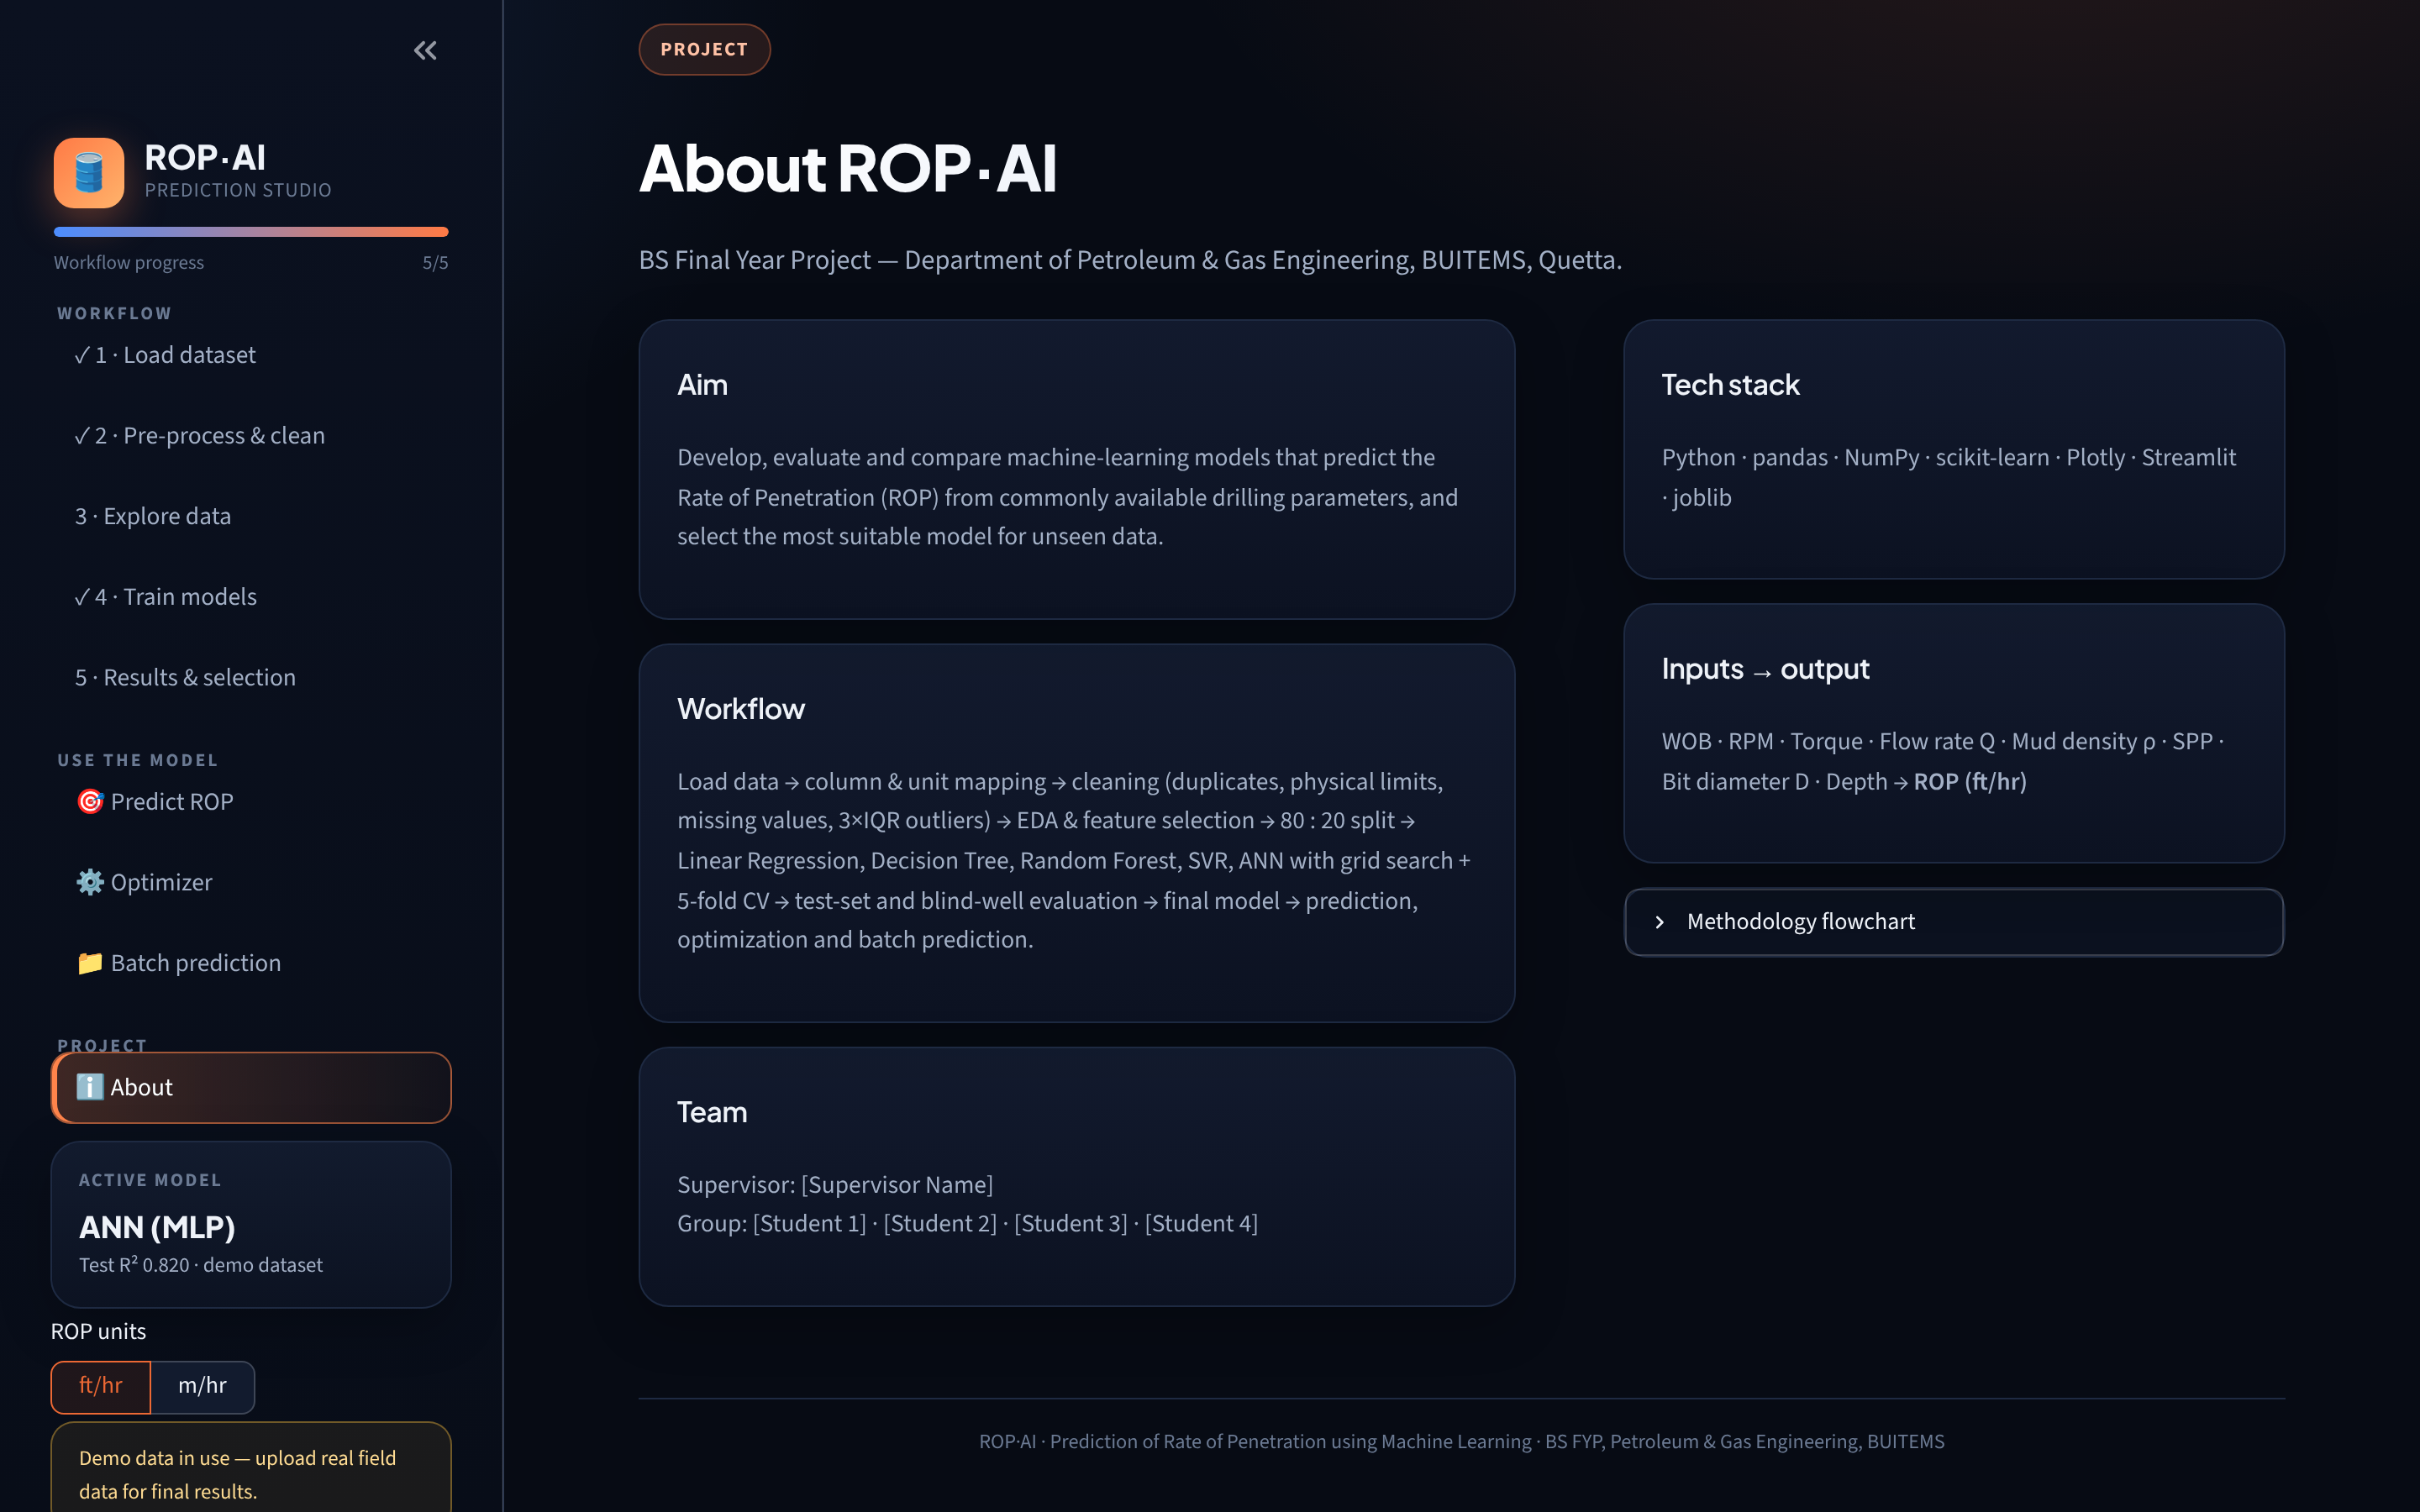 ROP·AI
PREDICTION STUDIO
Workflow progress 5/5
WORKFLOW
✓ 1 · Load dataset
✓ 2 · Pre-process & clean
3 · Explore data
✓ 4 · Train models
5 · Results & selection
USE THE MODEL
🎯 Predict ROP
⚙️ Optimizer
📁 Batch prediction
PROJECT
ℹ️ About
ACTIVE MODEL
ANN (MLP)
Test R² 0.820 · demo dataset
ROP units
ft/hr m/hr
Demo data in use — upload real field
data for final results.
PROJECT
About ROP·AI
BS Final Year Project — Department of Petroleum & Gas Engineering, BUITEMS, Quetta.
Aim
Develop, evaluate and compare machine-learning models that predict the
Rate of Penetration (ROP) from commonly available drilling parameters, and
select the most suitable model for unseen data.
Workflow
Load data → column & unit mapping → cleaning (duplicates, physical limits,
missing values, 3×IQR outliers) → EDA & feature selection → 80 : 20 split →
Linear Regression, Decision Tree, Random Forest, SVR, ANN with grid search +
5-fold CV → test-set and blind-well evaluation → final model → prediction,
optimization and batch prediction.
Team
Supervisor: [Supervisor Name]
Group: [Student 1] · [Student 2] · [Student 3] · [Student 4]
Tech stack
Python · pandas · NumPy · scikit-learn · Plotly · Streamlit
· joblib
Inputs → output
WOB · RPM · Torque · Flow rate Q · Mud density ρ · SPP ·
Bit diameter D · Depth → ROP (ft/hr)
Methodology flowchart
ROP·AI · Prediction of Rate of Penetration using Machine Learning · BS FYP, Petroleum & Gas Engineering, BUITEMS